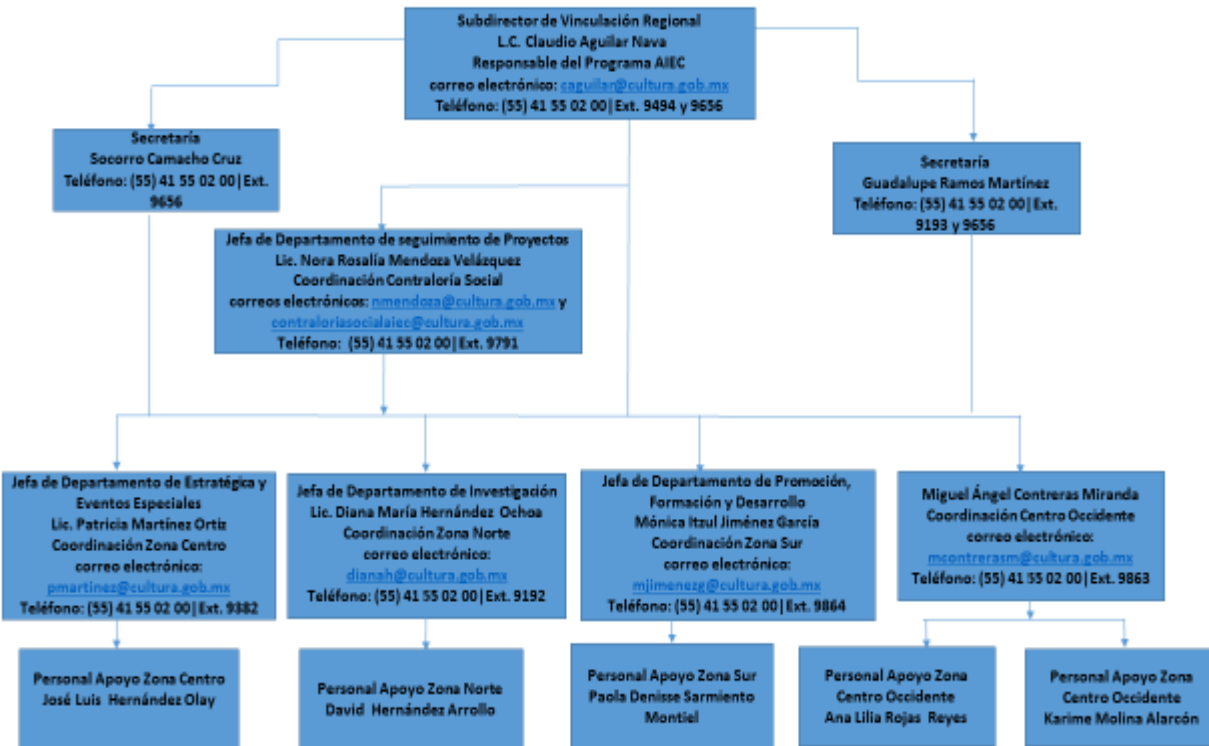 Subdirector de Vinculación Regional
L.C. Claudio Aguilar Nava
Responsable del Programa AIEC
correo electrónico: caguilar@cultura.gob.mx
Teléfono: (55) 41 55 02 00|Ext. 9494 y 9656
Secretaría
Socorro Camacho Cruz
Teléfono: (55) 41 55 02 00|Ext.
9656
Secretaría
Guadalupe Ramos Martínez
Teléfono: (55) 41 55 02 00|Ext.
9193 y 9656
Jefa de Departamento de seguimiento de Proyectos
Lic. Nora Rosalía Mendoza Velázquez
Coordinación Contraloría Social
correos electrónicos: nmendoza@cultura.gob.mx y
contraloriasocialaiec@cultura.gob.mx
Teléfono: (55) 41 55 02 00|Ext. 9791
Jefa de Departamento de Estratégica y
Eventos Especiales
Lic. Patricia Martínez Ortiz
Coordinación Zona Centro
correo electrónico:
pmartinez@cultura.gob.mx
Teléfono: (55) 41 55 02 00|Ext. 9382
Jefa de Departamento de Investigación
Lic. Diana María Hernández Ochoa
Coordinación Zona Norte
correo electrónico:
dianah@cultura.gob.mx
Teléfono: (55) 41 55 02 00|Ext. 9192
Jefa de Departamento de Promoción,
Formación y Desarrollo
Mónica Itzul Jiménez García
Coordinación Zona Sur
correo electrónico:
mjimenezg@cultura.gob.mx
Teléfono: (55) 41 55 02 00|Ext. 9864
Miguel Ángel Contreras Miranda
Coordinación Centro Occidente
correo electrónico:
mcontrerasm@cultura.gob.mx
Teléfono: (55) 41 55 02 00|Ext. 9863
Personal Apoyo Zona Centro
José Luis Hernández Olay
Personal Apoyo Zona Norte
David Hernández Arrollo
Personal Apoyo Zona Sur
Paola Denisse Sarmiento
Montiel
Personal Apoyo Zona
Centro Occidente
Ana Lilia Rojas Reyes
Personal Apoyo Zona
Centro Occidente
Karime Molina Alarcón